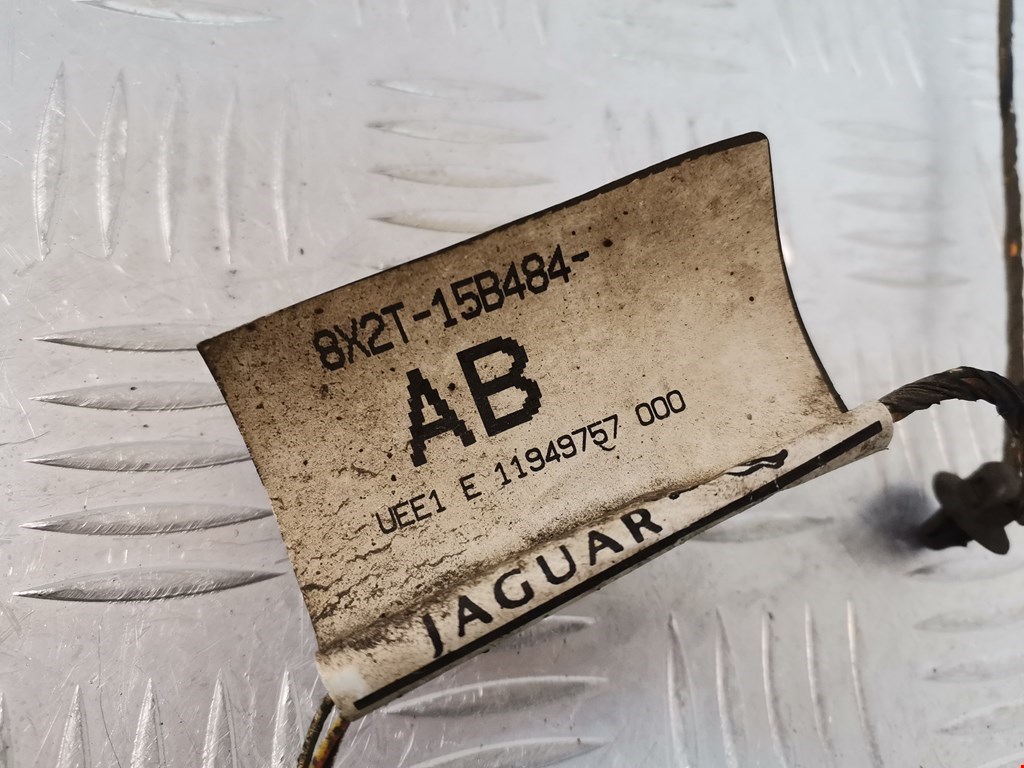 8X2T-15B484-
AB
UEE1 E 11949757 000
JAGUAR